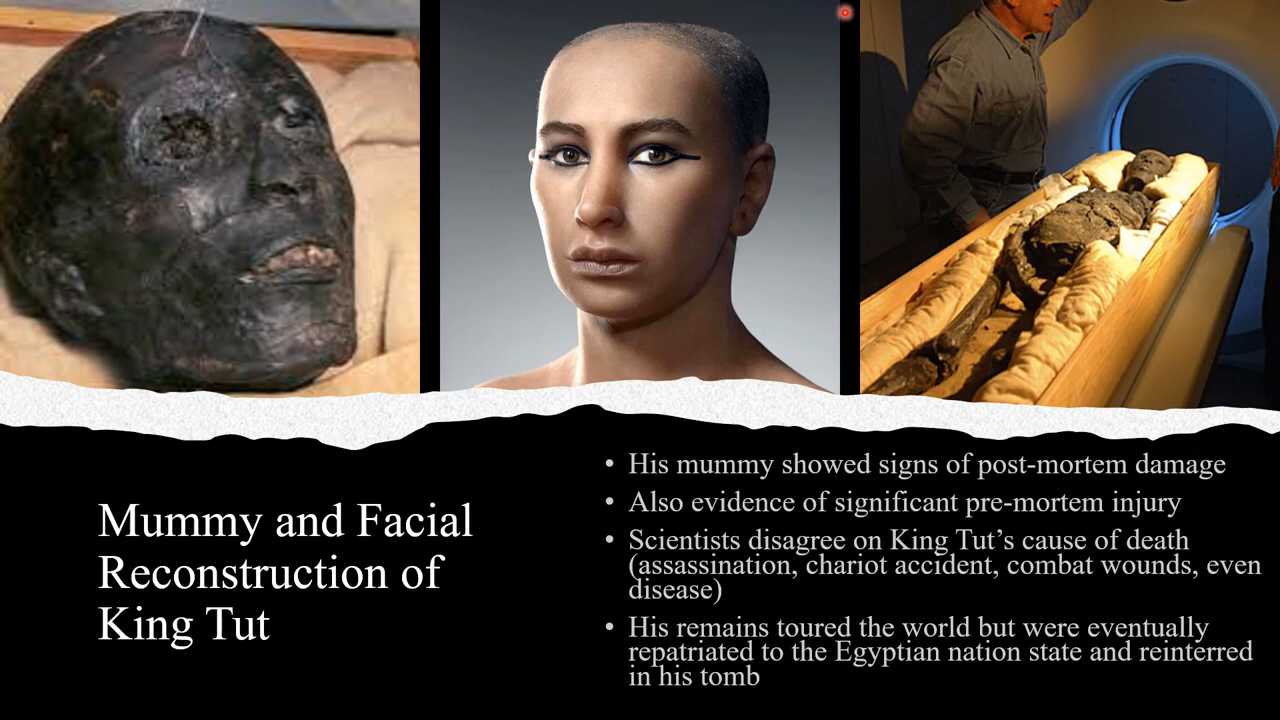 Mummy and Facial
Reconstruction of
King Tut
• His mummy showed signs of post-mortem damage
• Also evidence of significant pre-mortem injury
• Scientists disagree on King Tut’s cause of death
(assassination, chariot accident, combat wounds, even
disease)
• His remains toured the world but were eventually
repatriated to the Egyptian nation state and reinterred
in his tomb